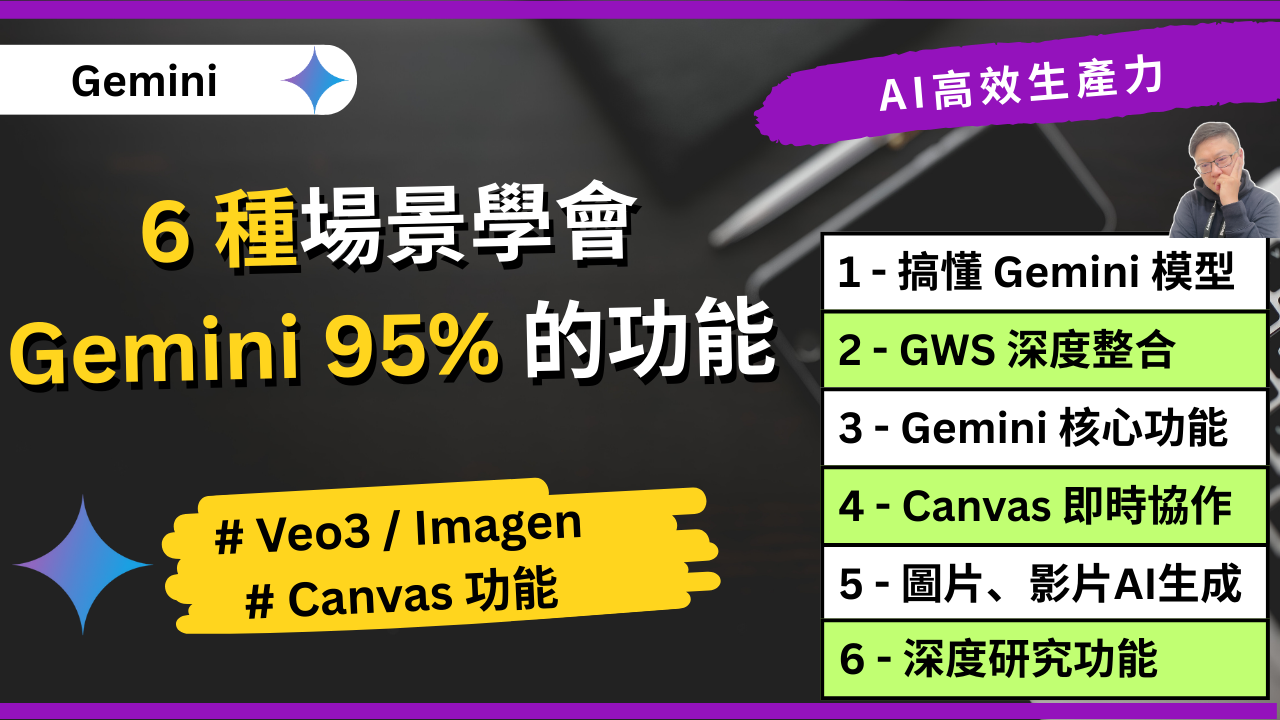 Gemini
AI高效生產力
6 種場景學會
Gemini 95% 的功能
# Veo3 / Imagen
# Canvas 功能
1 - 搞懂 Gemini 模型
2 - GWS 深度整合
3 - Gemini 核心功能
4 - Canvas 即時協作
5 - 圖片、影片AI生成
6 - 深度研究功能